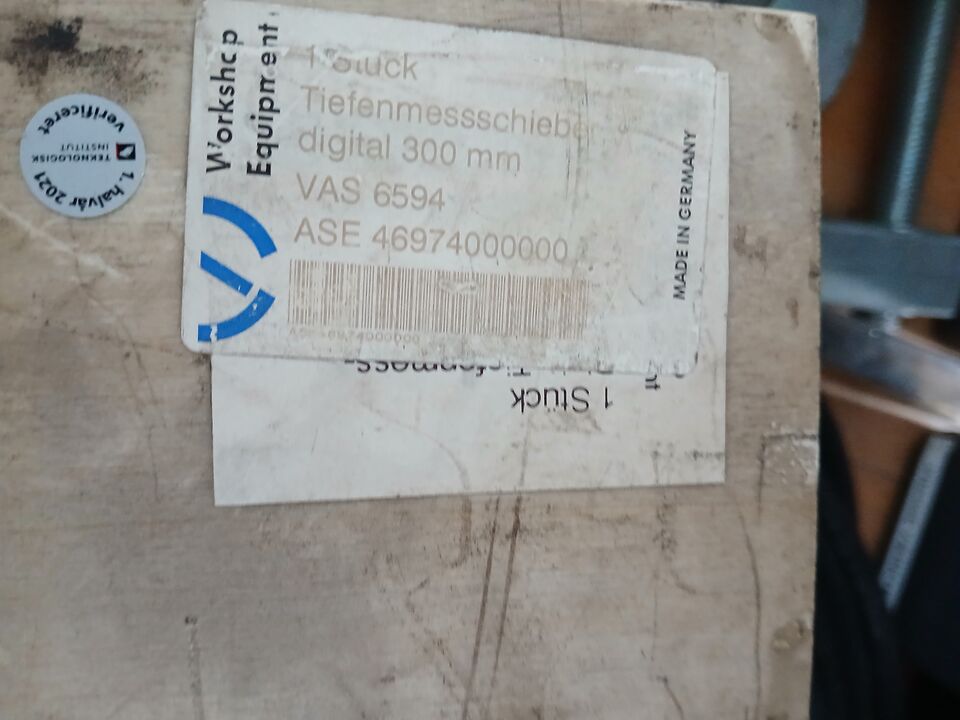 Workshop
Equipment
1 Stück
Tiefenmessschieber
digital 300 mm
VAS 6594
ASE 46974000000
MADE IN GERMANY
1 Stück
verificeret
TEKNOLOGISK
INSTITUT
1. halvår 2021